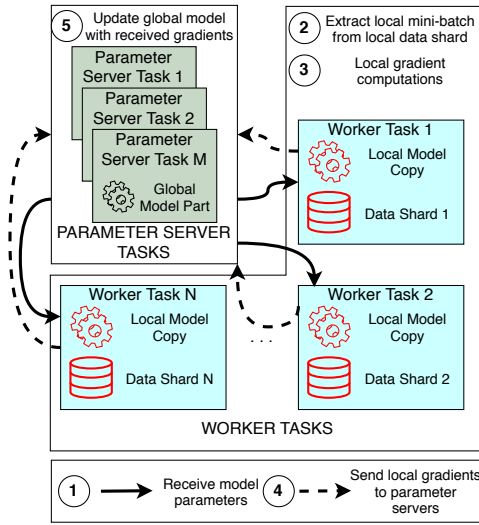 5 Update global model
with received gradients
Parameter
Server Task 1
Parameter
Server Task 2
Parameter
Server Task M
Global
Model Part
PARAMETER SERVER
TASKS
2 Extract local mini-batch
from local data shard
3 Local gradient
computations
Worker Task 1
Local Model
Copy
Data Shard 1
Worker Task N
Local Model
Copy
Data Shard N
. . .
Worker Task 2
Local Model
Copy
Data Shard 2
WORKER TASKS
1 Receive model
parameters
4 Send local gradients
to parameter
servers